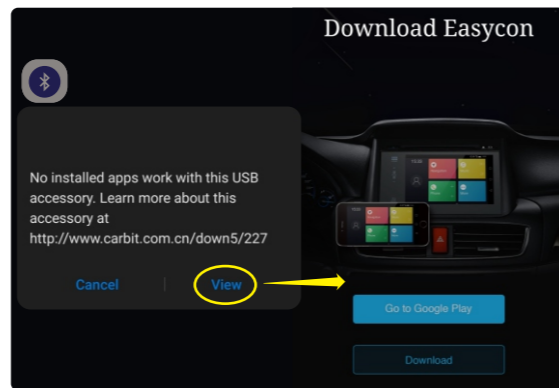 Download Easycon
No installed apps work with this USB
accessory. Learn more about this
accessory at
http://www.carbit.com.cn/down5/227
Cancel
View
Go to Google Play
Download